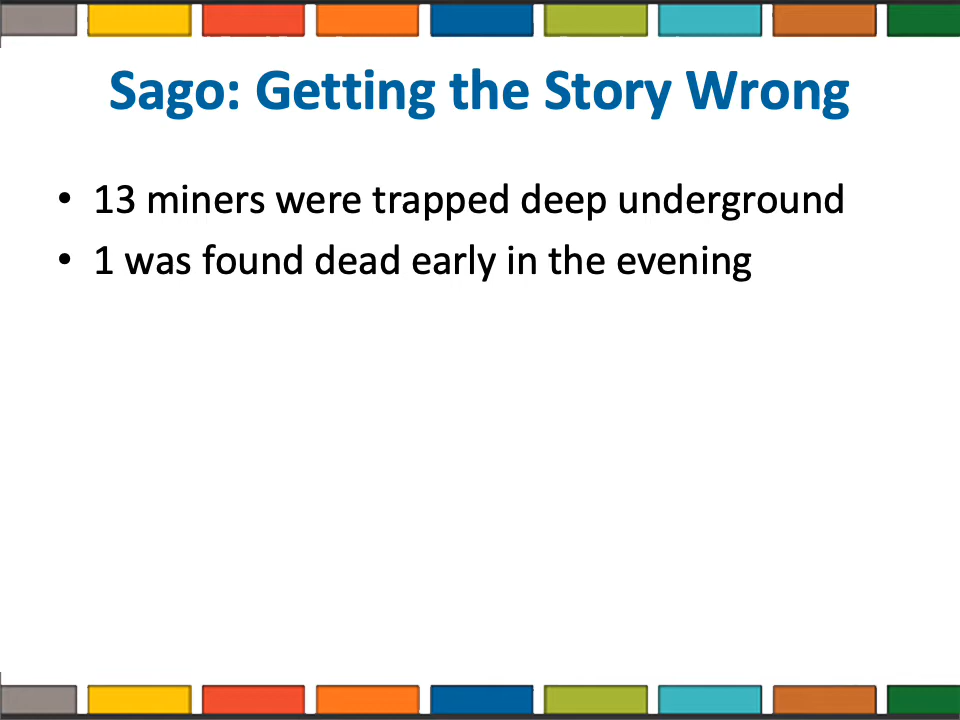 Sago: Getting the Story Wrong
• 13 miners were trapped deep underground
• 1 was found dead early in the evening